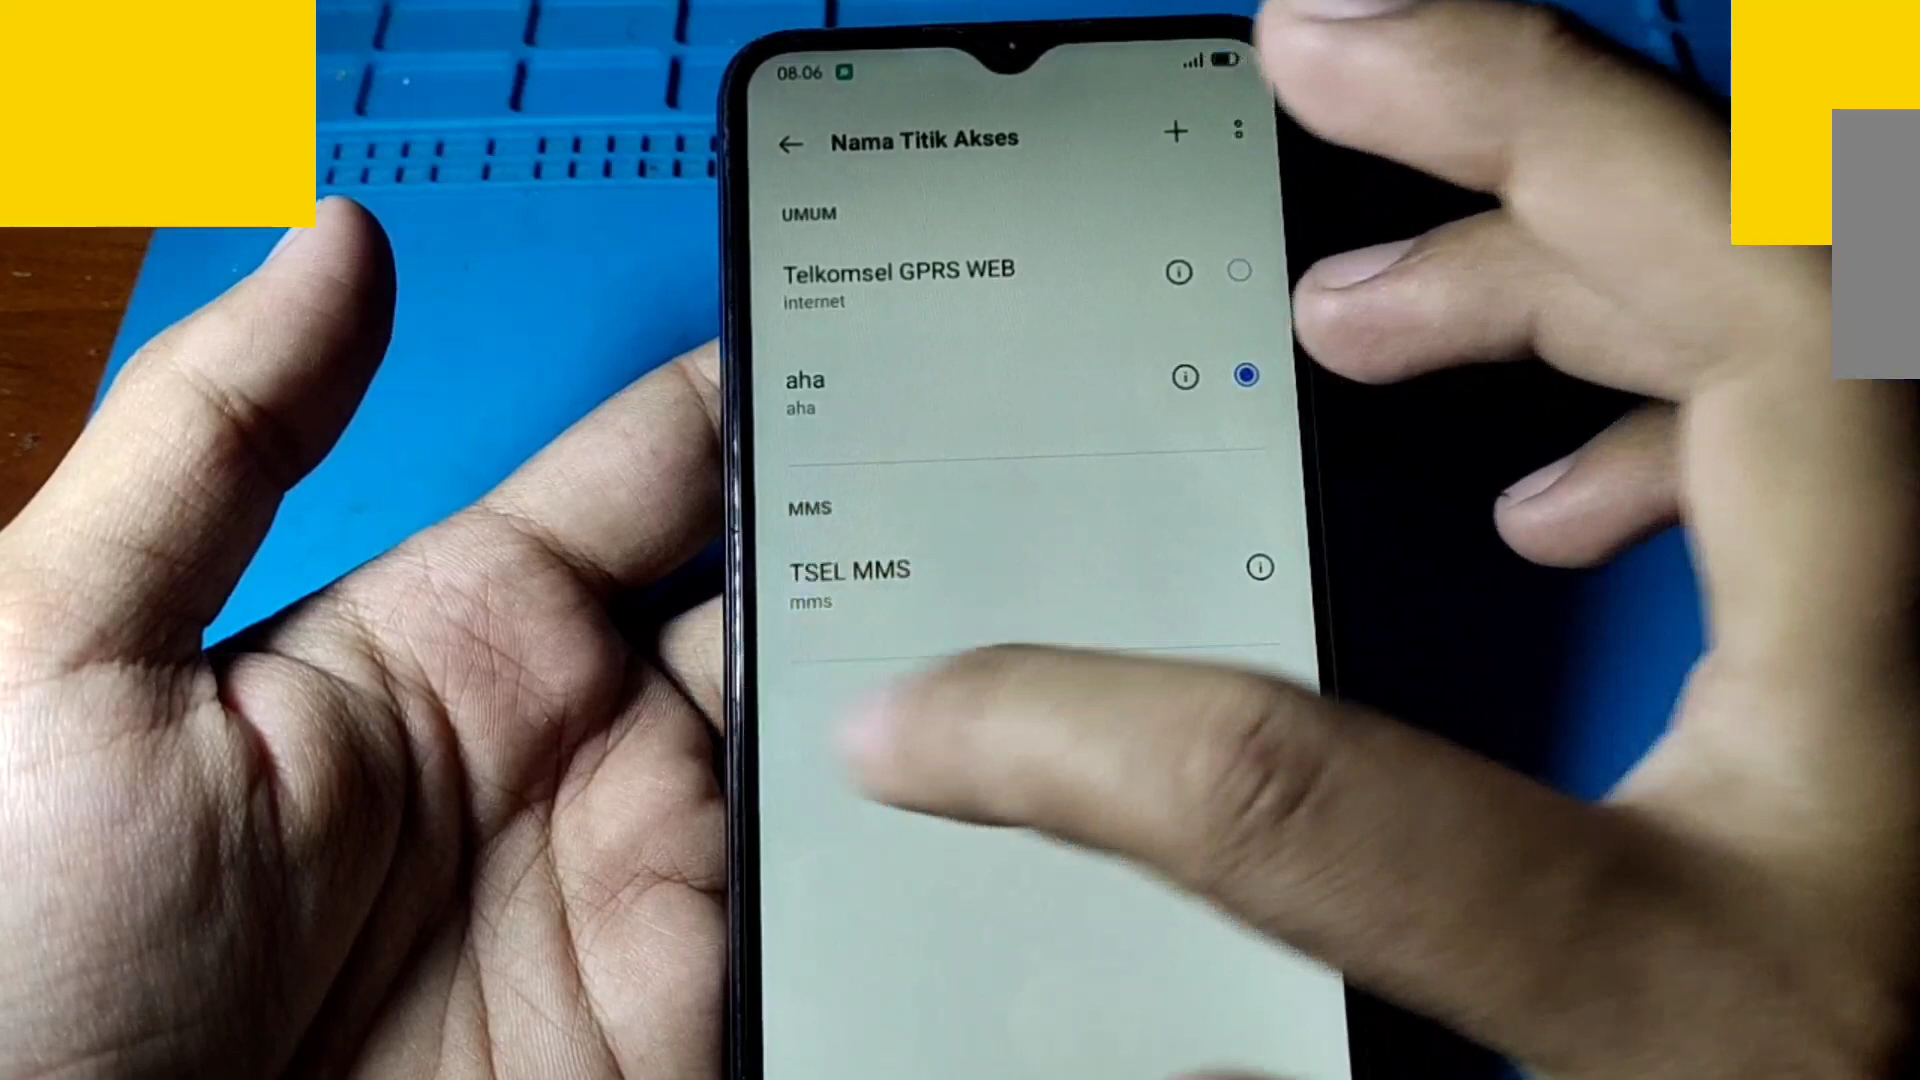 08.06
Nama Titik Akses
UMUM
Telkomsel GPRS WEB
internet
aha
aha
MMS
TSEL MMS
mms